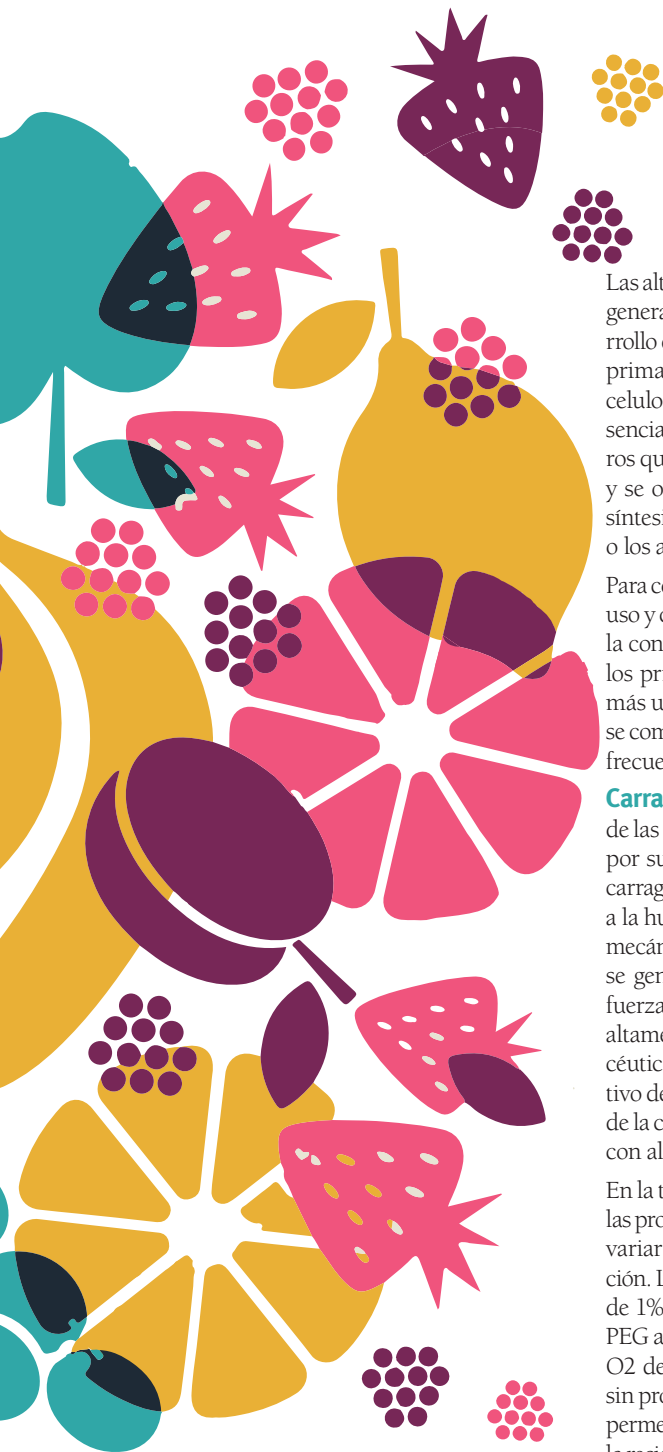 Las alt
genera
rrollo
prima
celulo
sencia
ros qu
y se o
síntesi
o los a
Para co
uso y
la con
los pr
más u
se com
frecue
Carra
de las
por su
carrag
a la hu
mecán
se gen
fuerza
altame
céutic
tivo de
de la c
con al
En la t
las pro
variar
ción. L
de 1%
PEG a
O2 de
sin pro
perme